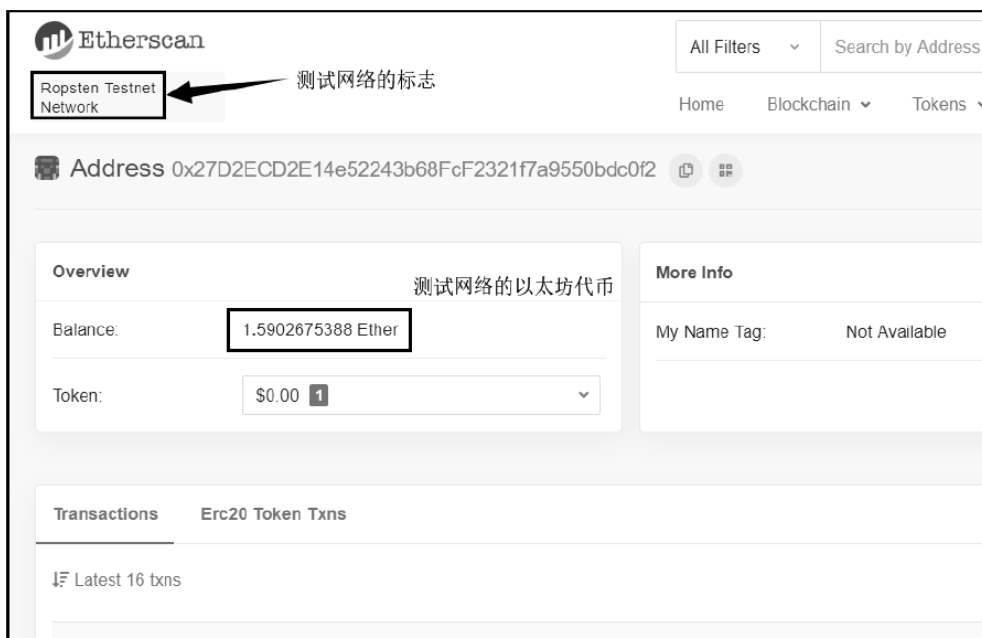 Etherscan
All Filters
Search by Address
Ropsten Testnet
Network
测试网络的标志
Home Blockchain Tokens
Address 0x27D2ECD2E14e52243b68FcF2321f7a9550bdc0f2
Overview
测试网络的以太坊代币
More Info
Balance: 1.5902675388 Ether
My Name Tag: Not Available
Token: $0.00 1
Transactions Erc20 Token Txns
Latest 16 txns